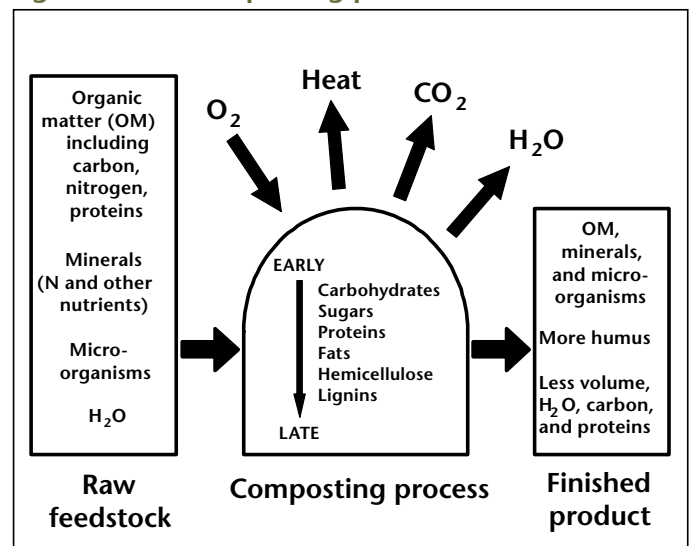 Organic
matter (OM)
including
carbon,
nitrogen,
proteins
Minerals
(N and other
nutrients)
Micro-
organisms
H2O
Raw
feedstock
O2
Heat
CO2
H2O
EARLY
Carbohydrates
Sugars
Proteins
Fats
Hemicellulose
Lignins
LATE
Composting process
OM,
minerals,
and micro-
organisms
More humus
Less volume,
H2O, carbon,
and proteins
Finished
product